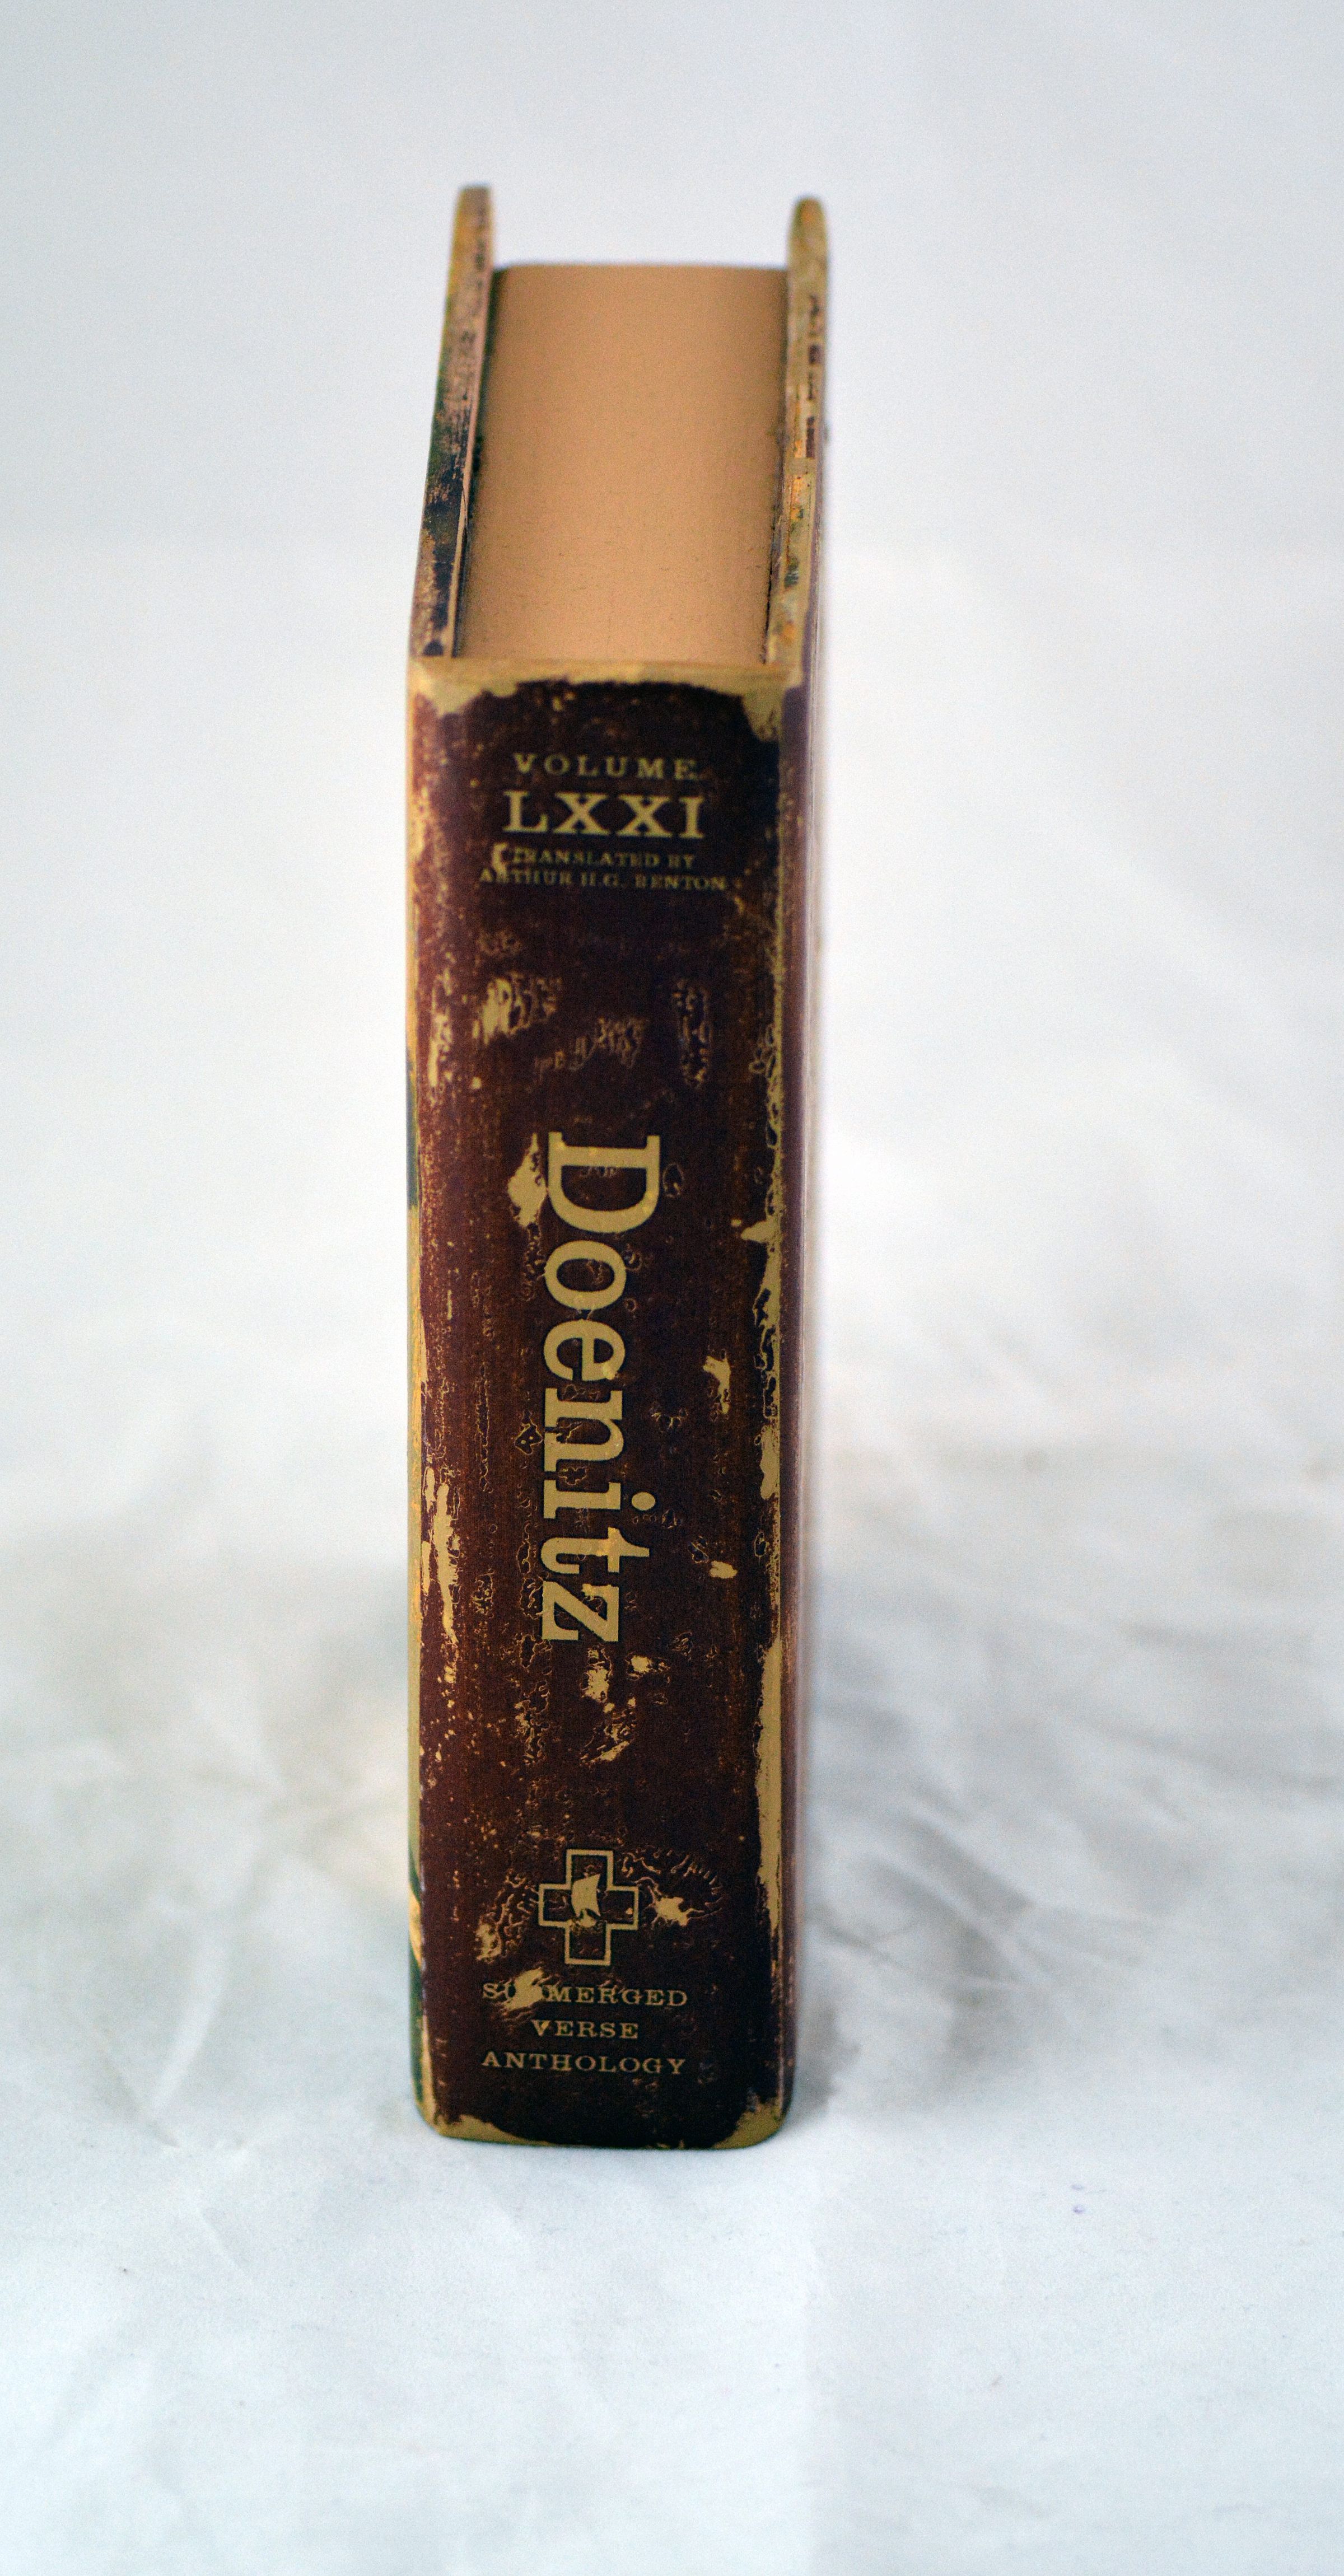 VOLUME
LXXI
TRANSLATED BY
ARTHUR H.G. BENTON
Doenitz
SUBMERGED
VERSE
ANTHOLOGY